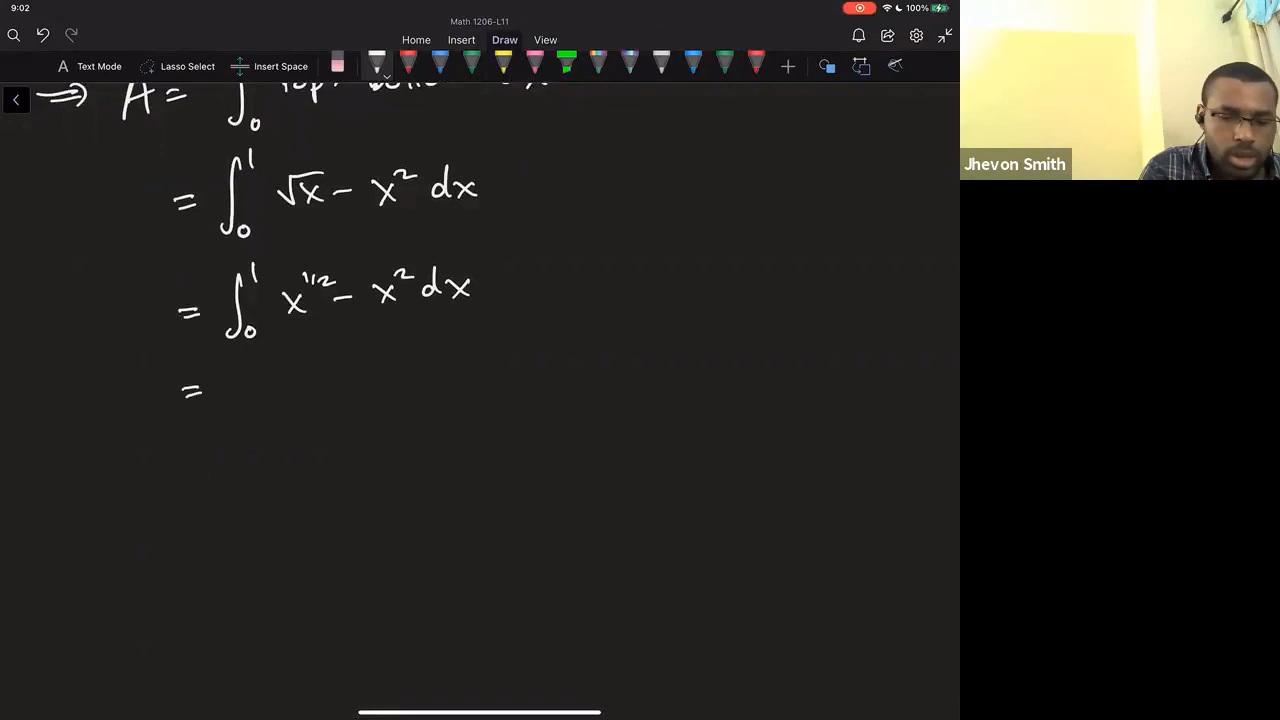 9:02
100%
Math 1206-L11
Home Insert Draw View
Text Mode Lasso Select Insert Space
⇒ A = ∫₀
= ∫₀¹ √x − x² dx
= ∫₀¹ x^1/2 − x² dx
=
Jhevon Smith